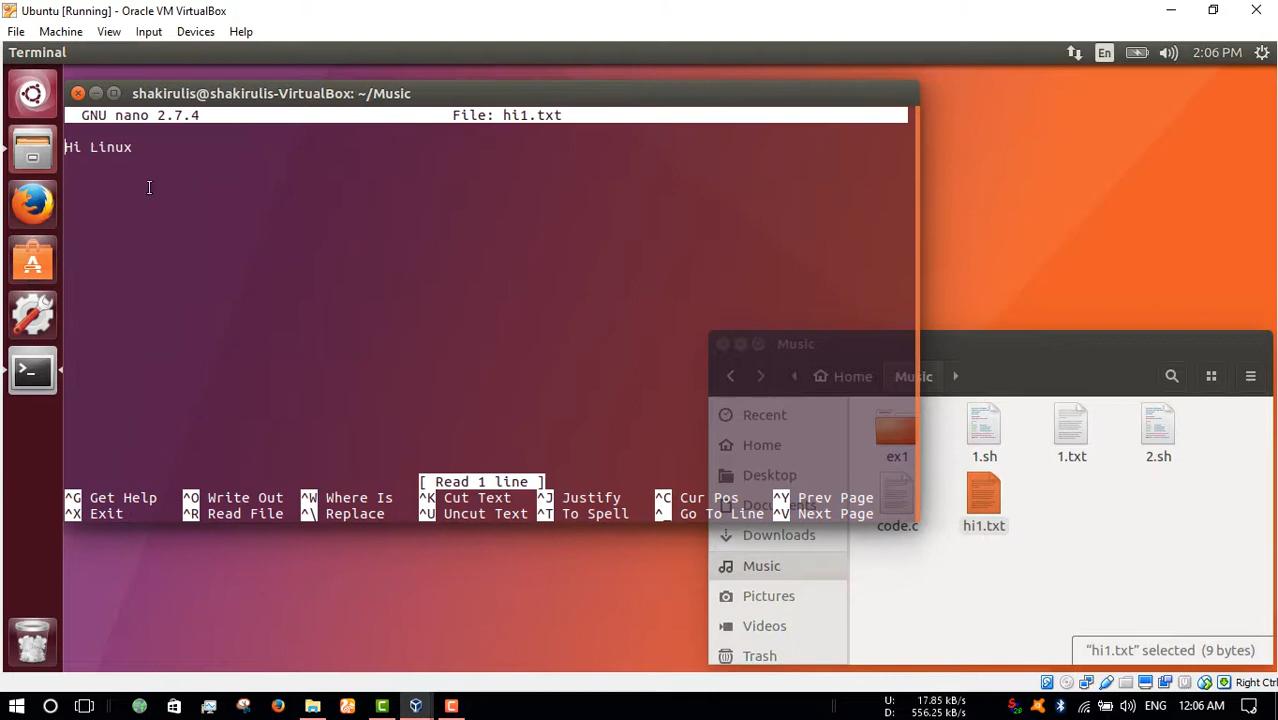 Ubuntu [Running] - Oracle VM VirtualBox
File Machine View Input Devices Help
Terminal En 2:06 PM
shakirulis@shakirulis-VirtualBox: ~/Music
GNU nano 2.7.4 File: hi1.txt
Hi Linux
[ Read 1 line ]
^G Get Help ^O Write Out ^W Where Is ^K Cut Text ^J Justify ^C Cur Pos ^Y Prev Page
^X Exit ^R Read File ^\ Replace ^U Uncut Text ^T To Spell ^_ Go To Line ^V Next Page
Music
Home Music
Recent
Home
Desktop
Documents
Downloads
Music
Pictures
Videos
Trash
ex1 1.sh 1.txt 2.sh
code.c hi1.txt
"hi1.txt" selected (9 bytes)
Right Ctrl
U: 17.85 kB/s
D: 556.25 kB/s
ENG 12:06 AM